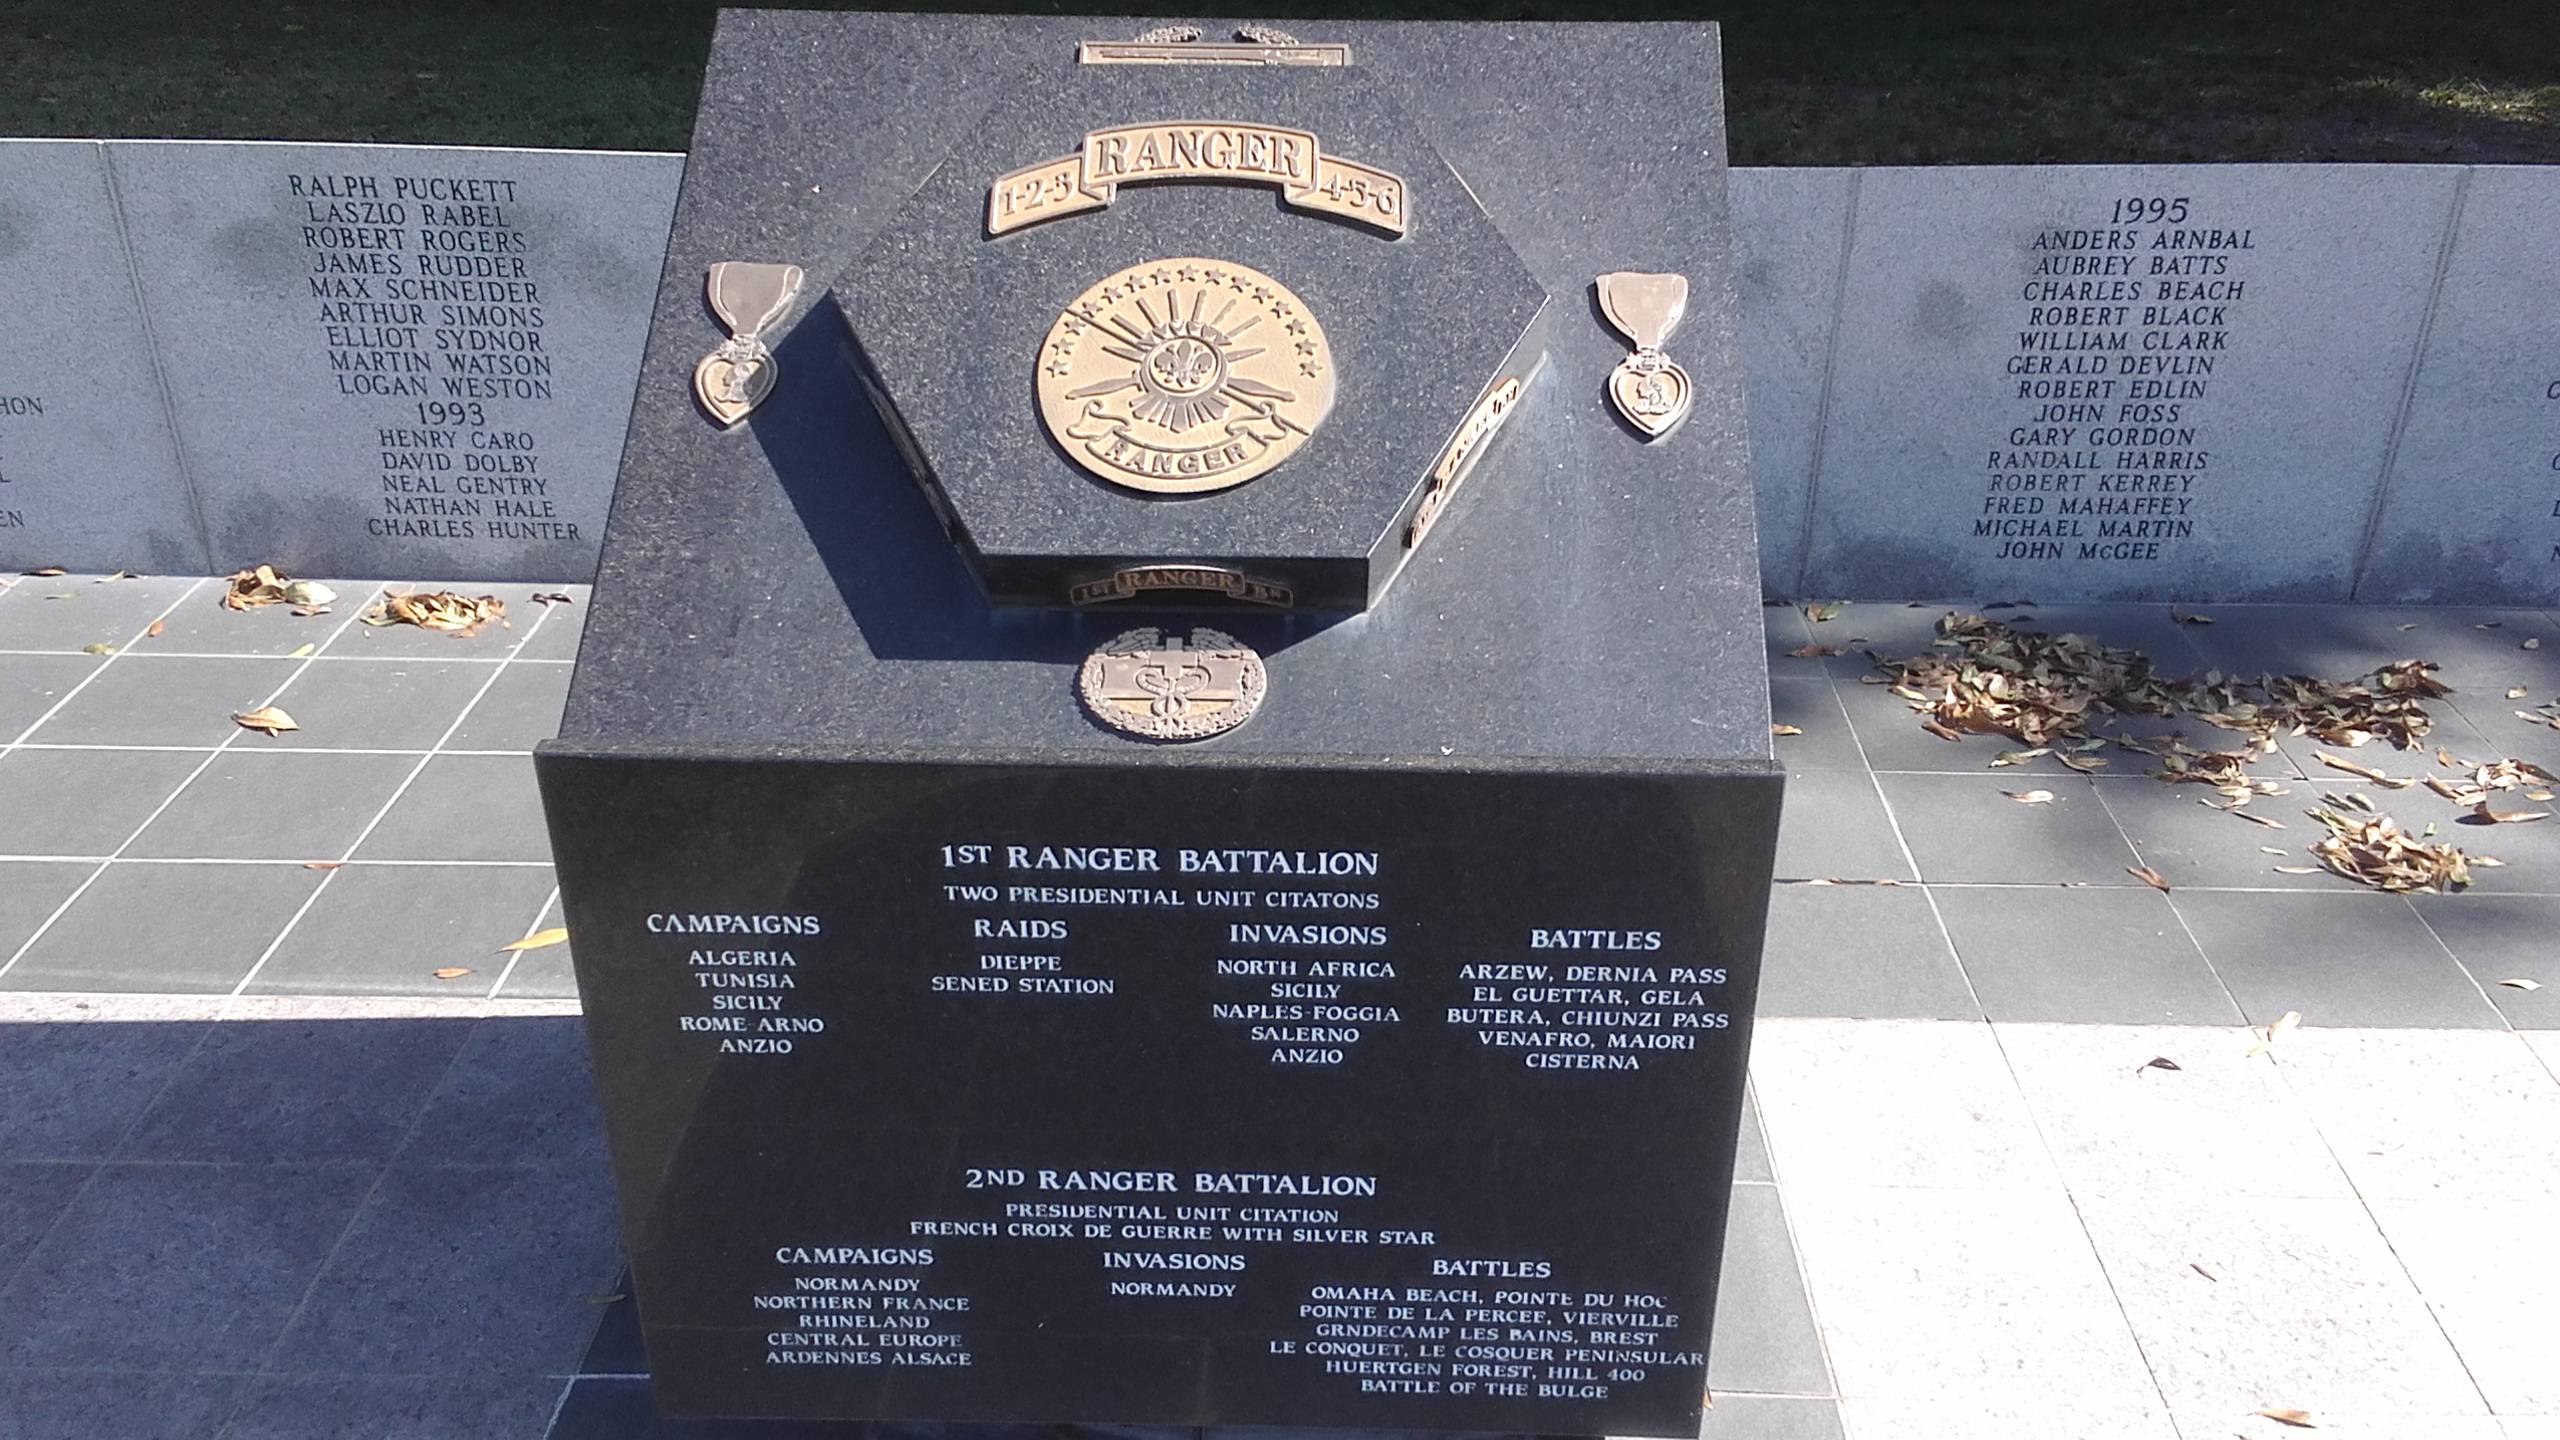 RALPH PUCKETT
LASZLO RABEL
ROBERT ROGERS
JAMES RUDDER
MAX SCHNEIDER
ARTHUR SIMONS
ELLIOT SYDNOR
MARTIN WATSON
LOGAN WESTON
1993
HENRY CARO
DAVID DOLBY
NEAL GENTRY
NATHAN HALE
CHARLES HUNTER
RANGER
1-2-3 4-5-6
RANGER
1ST RANGER BN
1995
ANDERS ARNBAL
AUBREY BATTS
CHARLES BEACH
ROBERT BLACK
WILLIAM CLARK
GERALD DEVLIN
ROBERT EDLIN
JOHN FOSS
GARY GORDON
RANDALL HARRIS
ROBERT KERREY
FRED MAHAFFEY
MICHAEL MARTIN
JOHN McGEE
1ST RANGER BATTALION
TWO PRESIDENTIAL UNIT CITATONS
CAMPAIGNS
ALGERIA
TUNISIA
SICILY
ROME-ARNO
ANZIO
RAIDS
DIEPPE
SENED STATION
INVASIONS
NORTH AFRICA
SICILY
NAPLES-FOGGIA
SALERNO
ANZIO
BATTLES
ARZEW, DERNIA PASS
EL GUETTAR, GELA
BUTERA, CHIUNZI PASS
VENAFRO, MAIORI
CISTERNA
2ND RANGER BATTALION
PRESIDENTIAL UNIT CITATION
FRENCH CROIX DE GUERRE WITH SILVER STAR
CAMPAIGNS
NORMANDY
NORTHERN FRANCE
RHINELAND
CENTRAL EUROPE
ARDENNES ALSACE
INVASIONS
NORMANDY
BATTLES
OMAHA BEACH, POINTE DU HOC
POINTE DE LA PERCEE, VIERVILLE
GRNDECAMP LES BAINS, BREST
LE CONQUET, LE COSQUER PENINSULAR
HUERTGEN FOREST, HILL 400
BATTLE OF THE BULGE